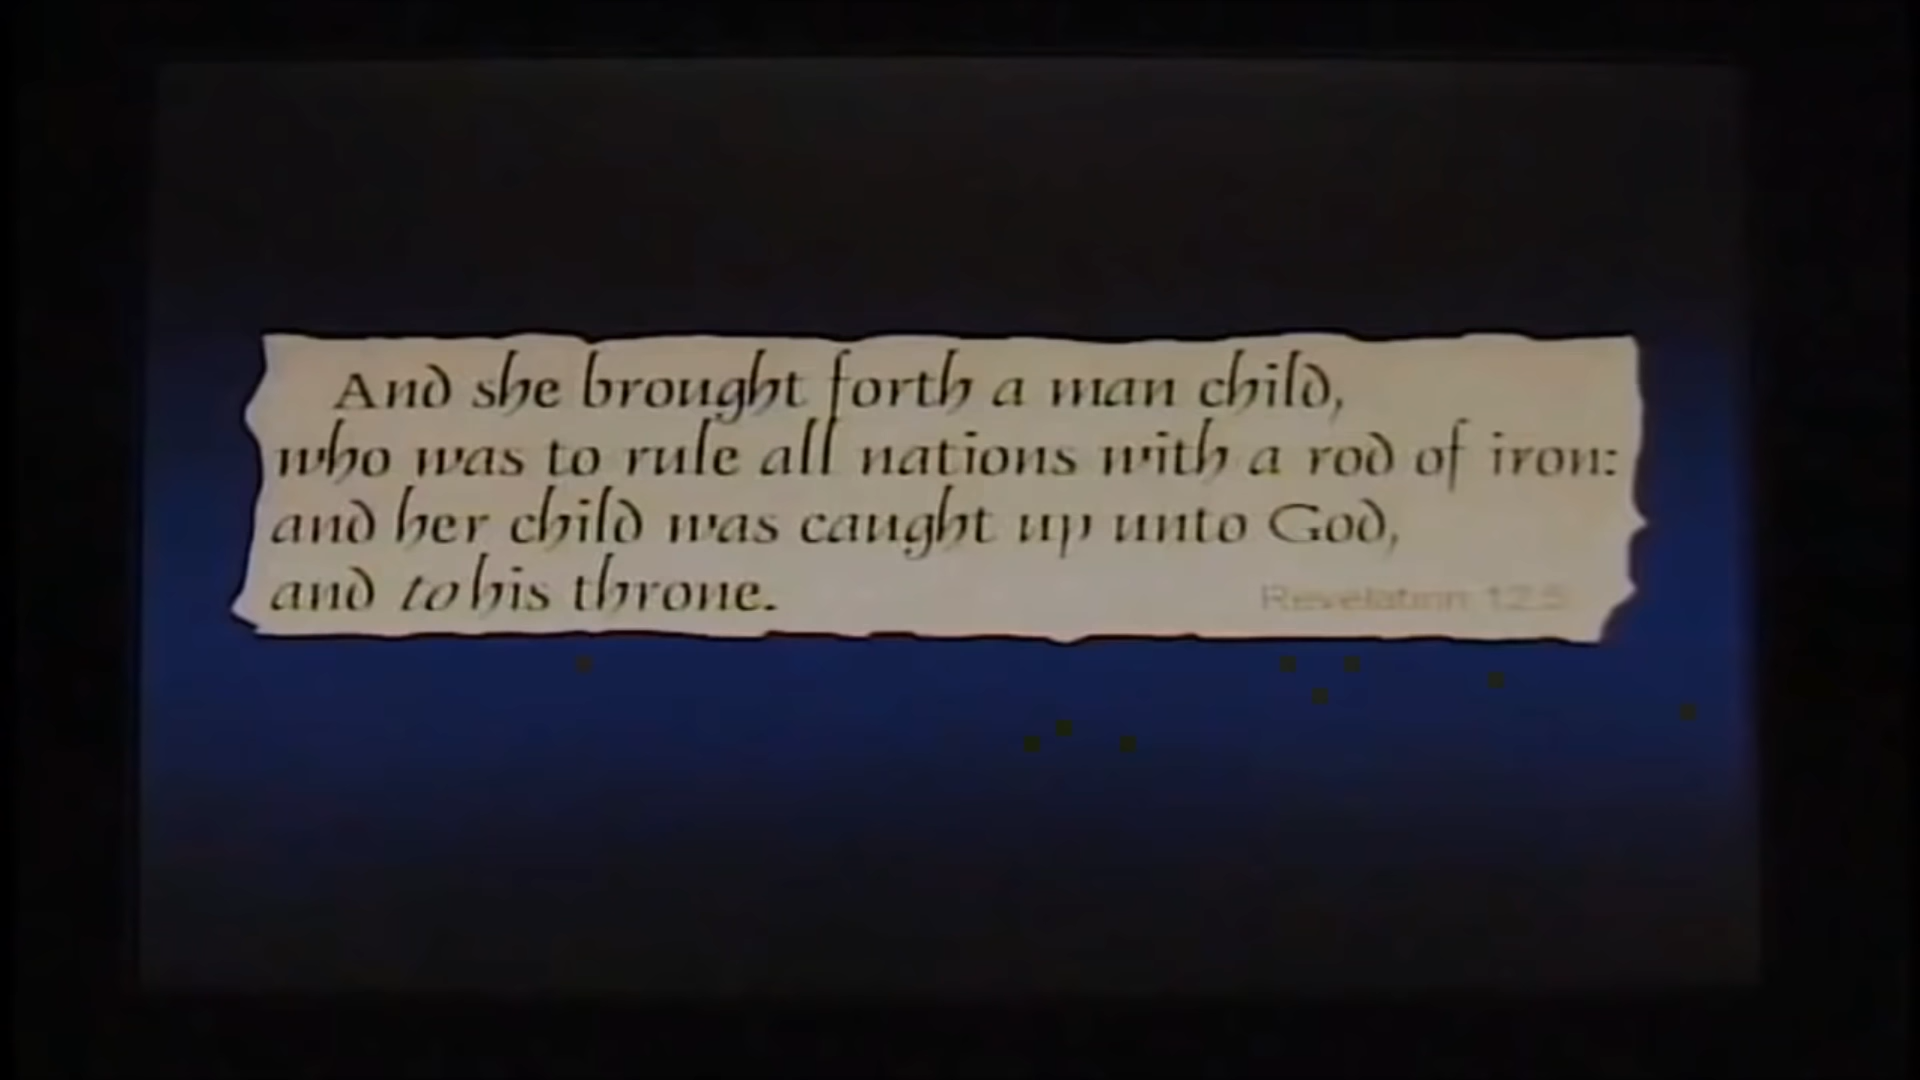 And she brought forth a man child,
who was to rule all nations with a rod of iron:
and her child was caught up unto God,
and to his throne.
Revelation 12:5